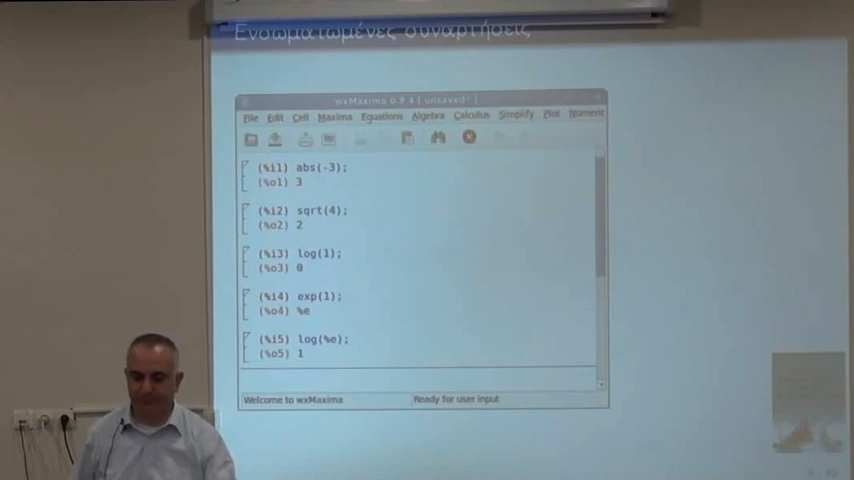 Ενσωματωμένες συναρτήσεις
wxMaxima 0.8.4 [ unsaved* ]
File Edit Cell Maxima Equations Algebra Calculus Simplify Plot Numeric
(%i1) abs(-3);
(%o1) 3
(%i2) sqrt(4);
(%o2) 2
(%i3) log(1);
(%o3) 0
(%i4) exp(1);
(%o4) %e
(%i5) log(%e);
(%o5) 1
Welcome to wxMaxima Ready for user input